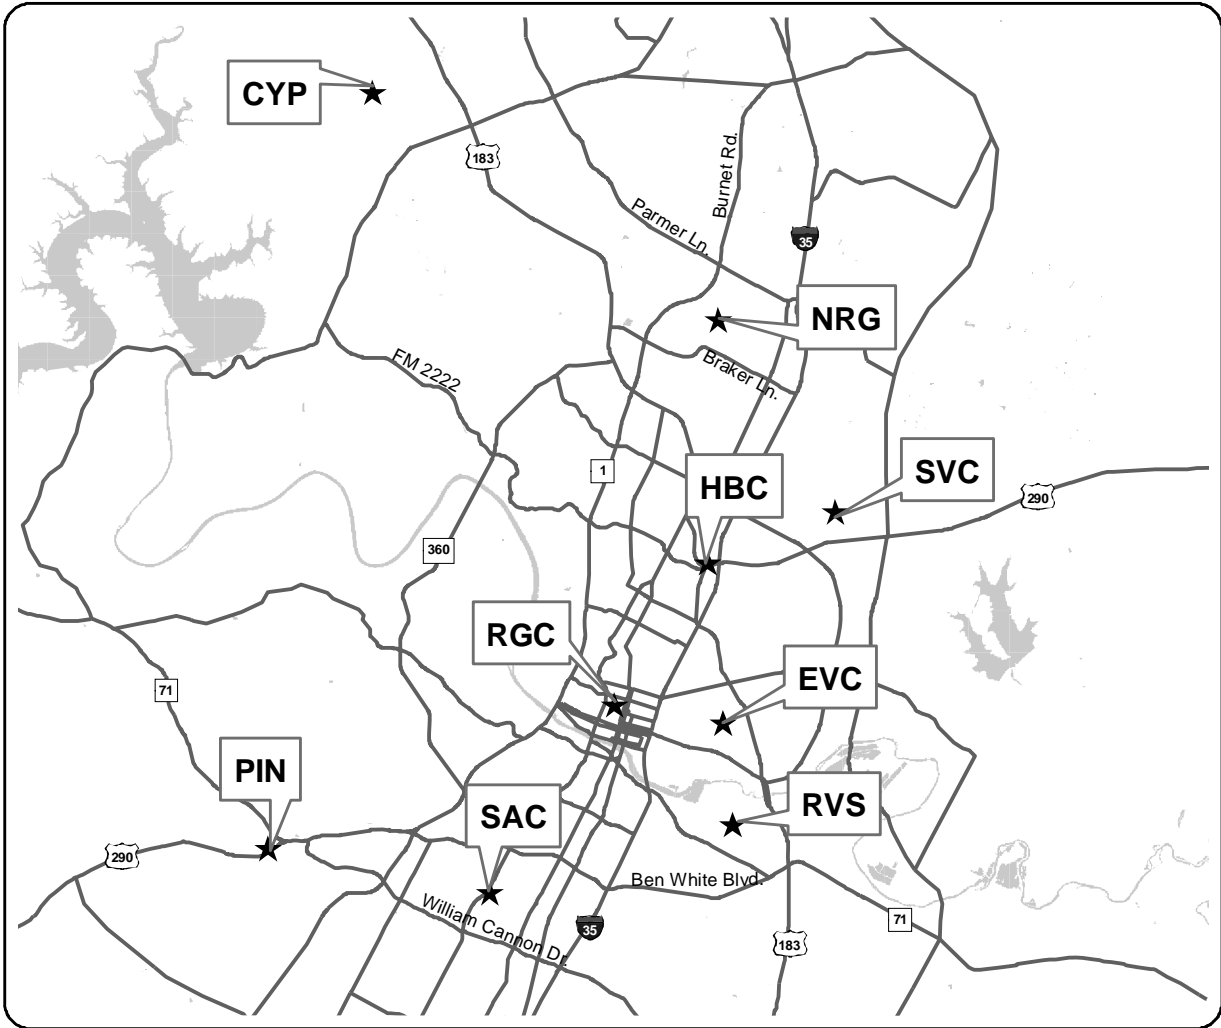 CYP
183
Burnet Rd.
Parmer Ln.
35
NRG
FM 2222
Braker Ln.
1
HBC
SVC
290
360
RGC
EVC
71
PIN
SAC
RVS
290
Ben White Blvd.
William Cannon Dr.
35
71
183